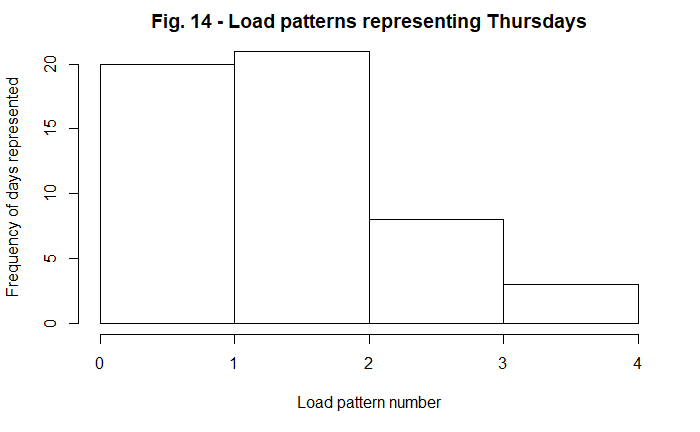 Fig. 14 - Load patterns representing Thursdays
Frequency of days represented
20
15
10
5
0
0 1 2 3 4
Load pattern number